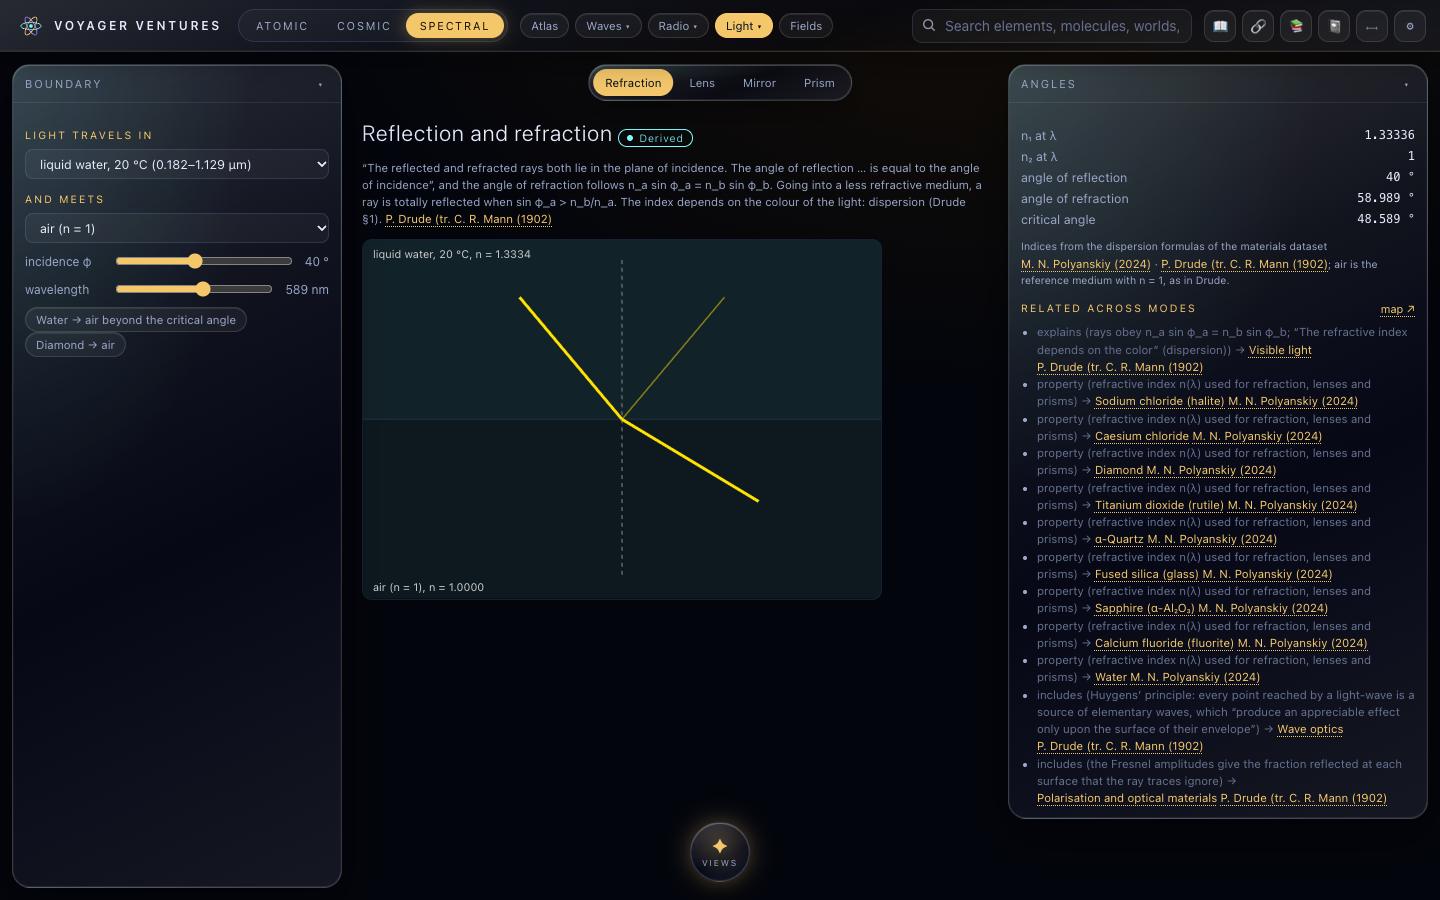 VOYAGER VENTURES
ATOMIC
COSMIC
SPECTRAL
Atlas
Waves ▾
Radio ▾
Light ▾
Fields
Search elements, molecules, worlds,
BOUNDARY
LIGHT TRAVELS IN
liquid water, 20 °C (0.182–1.129 µm)
AND MEETS
air (n = 1)
incidence ϕ 40 °
wavelength 589 nm
Water → air beyond the critical angle
Diamond → air
Refraction
Lens
Mirror
Prism
Reflection and refraction
Derived
“The reflected and refracted rays both lie in the plane of incidence. The angle of reflection … is equal to the angle
of incidence”, and the angle of refraction follows n_a sin ϕ_a = n_b sin ϕ_b. Going into a less refractive medium, a
ray is totally reflected when sin ϕ_a > n_b/n_a. The index depends on the colour of the light: dispersion (Drude
§1). P. Drude (tr. C. R. Mann (1902)
liquid water, 20 °C, n = 1.3334
air (n = 1), n = 1.0000
VIEWS
ANGLES
n₁ at λ 1.33336
n₂ at λ 1
angle of reflection 40 °
angle of refraction 58.989 °
critical angle 48.589 °
Indices from the dispersion formulas of the materials dataset
M. N. Polyanskiy (2024) · P. Drude (tr. C. R. Mann (1902); air is the
reference medium with n = 1, as in Drude.
RELATED ACROSS MODES
map ↗
explains (rays obey n_a sin ϕ_a = n_b sin ϕ_b; “The refractive index
depends on the color” (dispersion)) → Visible light
P. Drude (tr. C. R. Mann (1902)
property (refractive index n(λ) used for refraction, lenses and
prisms) → Sodium chloride (halite) M. N. Polyanskiy (2024)
property (refractive index n(λ) used for refraction, lenses and
prisms) → Caesium chloride M. N. Polyanskiy (2024)
property (refractive index n(λ) used for refraction, lenses and
prisms) → Diamond M. N. Polyanskiy (2024)
property (refractive index n(λ) used for refraction, lenses and
prisms) → Titanium dioxide (rutile) M. N. Polyanskiy (2024)
property (refractive index n(λ) used for refraction, lenses and
prisms) → α-Quartz M. N. Polyanskiy (2024)
property (refractive index n(λ) used for refraction, lenses and
prisms) → Fused silica (glass) M. N. Polyanskiy (2024)
property (refractive index n(λ) used for refraction, lenses and
prisms) → Sapphire (α-Al₂O₃) M. N. Polyanskiy (2024)
property (refractive index n(λ) used for refraction, lenses and
prisms) → Calcium fluoride (fluorite) M. N. Polyanskiy (2024)
property (refractive index n(λ) used for refraction, lenses and
prisms) → Water M. N. Polyanskiy (2024)
includes (Huygens’ principle: every point reached by a light-wave is a
source of elementary waves, which “produce an appreciable effect
only upon the surface of their envelope”) → Wave optics
P. Drude (tr. C. R. Mann (1902)
includes (the Fresnel amplitudes give the fraction reflected at each
surface that the ray traces ignore) →
Polarisation and optical materials P. Drude (tr. C. R. Mann (1902)